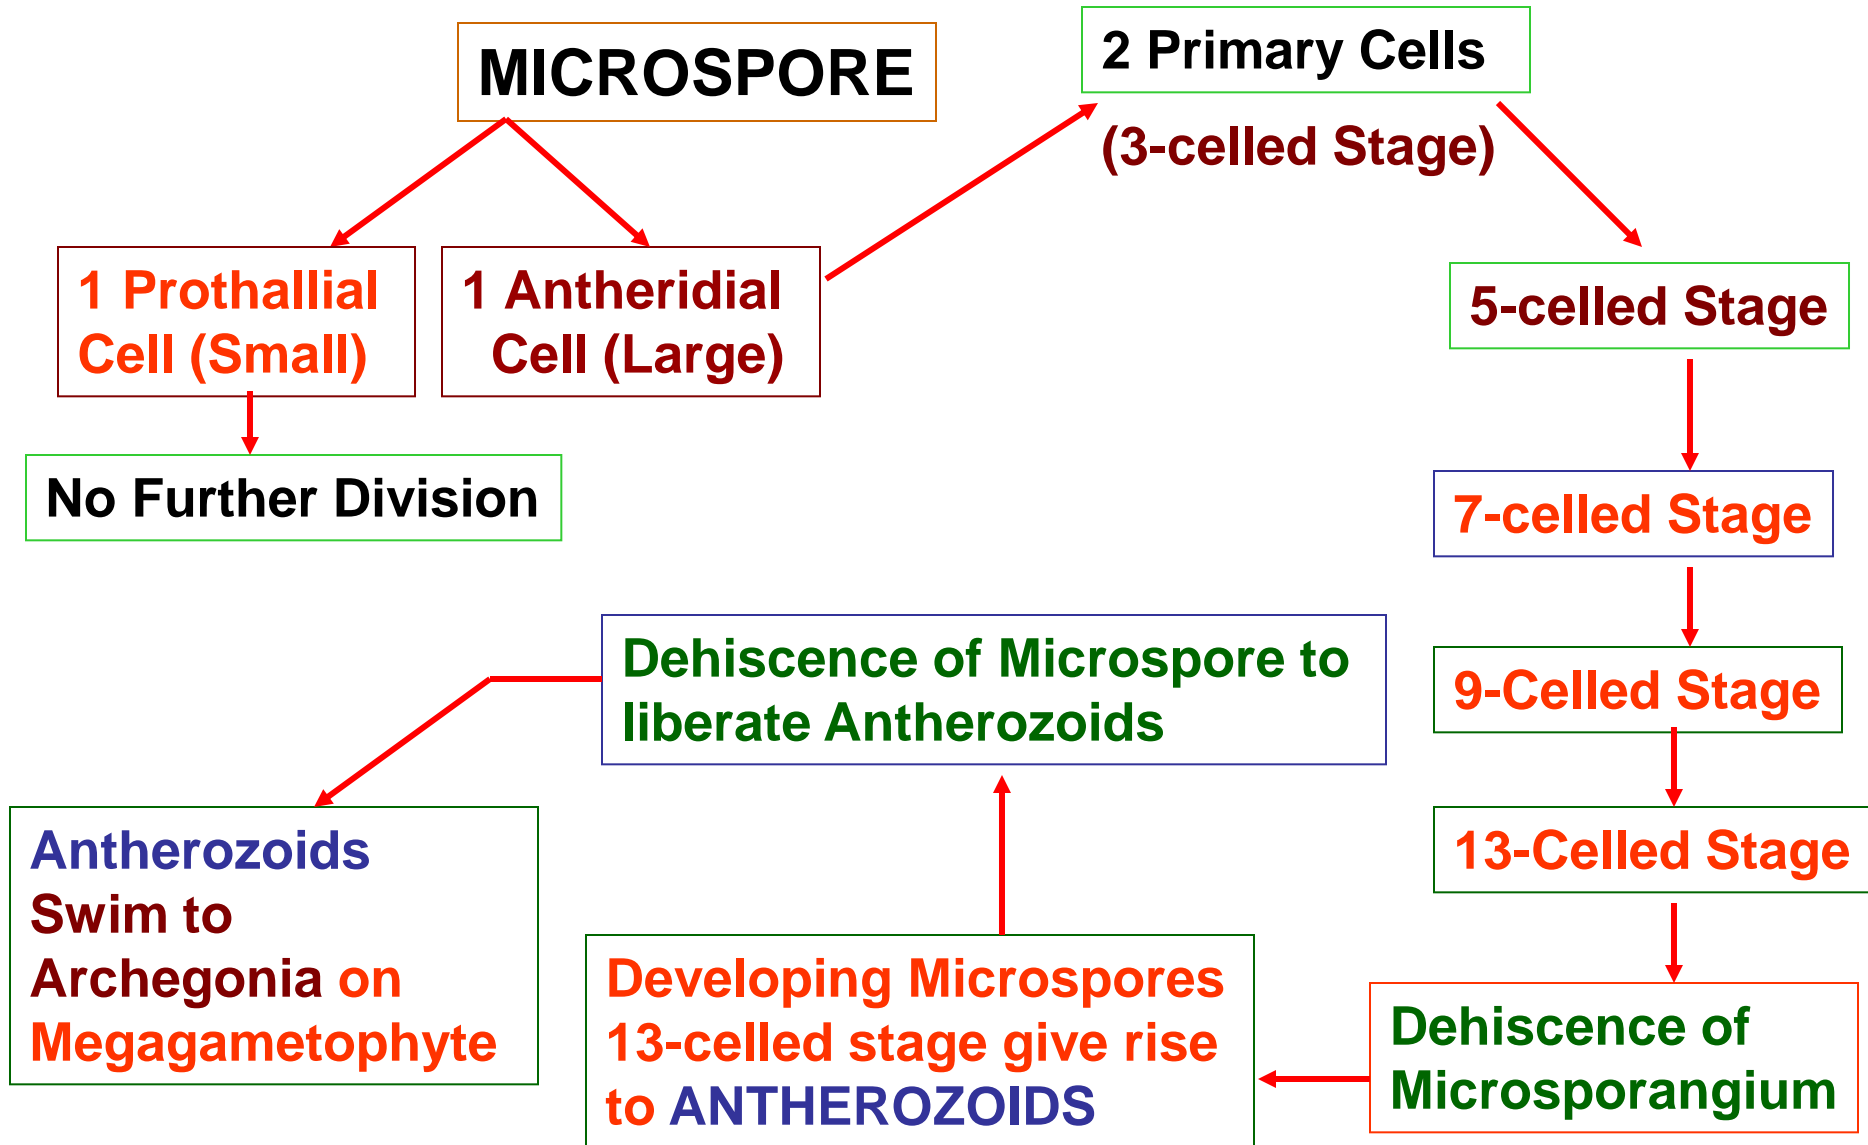 MICROSPORE
2 Primary Cells
(3-celled Stage)
1 Prothallial
Cell (Small)
1 Antheridial
Cell (Large)
5-celled Stage
No Further Division
7-celled Stage
9-Celled Stage
13-Celled Stage
Dehiscence of
Microsporangium
Developing Microspores
13-celled stage give rise
to ANTHEROZOIDS
Dehiscence of Microspore to
liberate Antherozoids
Antherozoids
Swim to
Archegonia on
Megagametophyte